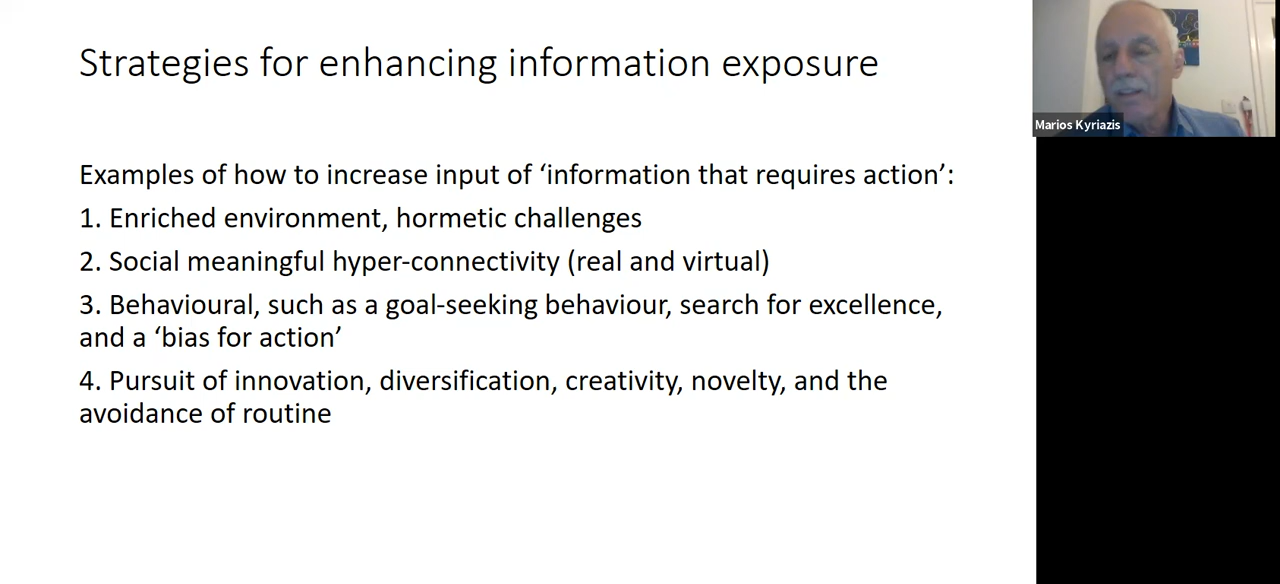 Strategies for enhancing information exposure
Marios Kyriazis
Examples of how to increase input of ‘information that requires action’:
1. Enriched environment, hormetic challenges
2. Social meaningful hyper-connectivity (real and virtual)
3. Behavioural, such as a goal-seeking behaviour, search for excellence,
and a ‘bias for action’
4. Pursuit of innovation, diversification, creativity, novelty, and the
avoidance of routine